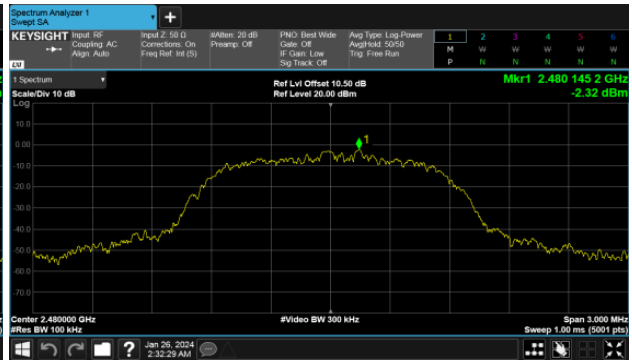 Spectrum Analyzer 1
Swept SA
+
KEYSIGHT Input: RF Input Z: 50 Ω #Atten: 20 dB PNO: Best Wide Avg Type: Log-Power 1 2 3 4 5 6
Coupling: AC Corrections: On Preamp: Off Gate: Off Avg|Hold: 50/50 M W W W W W
Align: Auto Freq Ref: Int (S) IF Gain: Low Trig: Free Run
Sig Track: Off P N N N N N
LXI
1 Spectrum
Scale/Div 10 dB
Ref Lvl Offset 10.50 dB
Ref Level 20.00 dBm
Mkr1 2.480 145 2 GHz
-2.32 dBm
Log
10.0
0.00
-10.0
-20.0
-30.0
-40.0
-50.0
-60.0
-70.0
1
Center 2.480000 GHz #Video BW 300 kHz Span 3.000 MHz
#Res BW 100 kHz Sweep 1.00 ms (5001 pts)
? Jan 26, 2024
2:32:29 AM